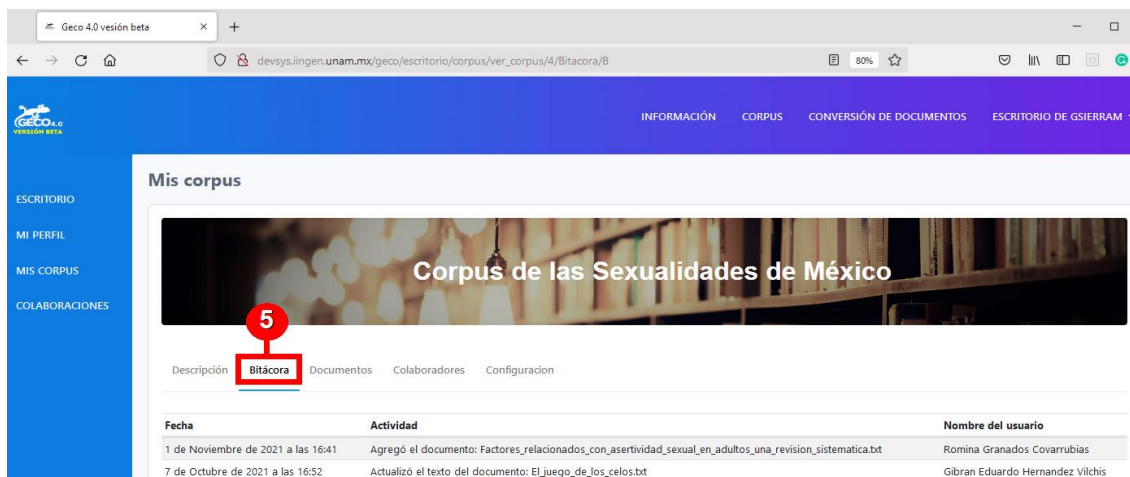 Geco 4.0 vesión beta
devsys.iingen.unam.mx/geco/escritorio/corpus/ver_corpus/4/Bitacora/B 80%
GECO4.0
VERSIÓN BETA
INFORMACIÓN CORPUS CONVERSIÓN DE DOCUMENTOS ESCRITORIO DE GSIERRAM
ESCRITORIO
MI PERFIL
MIS CORPUS
COLABORACIONES
Mis corpus
Corpus de las Sexualidades de México
5
Descripción Bitácora Documentos Colaboradores Configuracion
Fecha Actividad Nombre del usuario
1 de Noviembre de 2021 a las 16:41 Agregó el documento: Factores_relacionados_con_asertividad_sexual_en_adultos_una_revision_sistematica.txt Romina Granados Covarrubias
7 de Octubre de 2021 a las 16:52 Actualizó el texto del documento: El_juego_de_los_celos.txt Gibran Eduardo Hernandez Vilchis